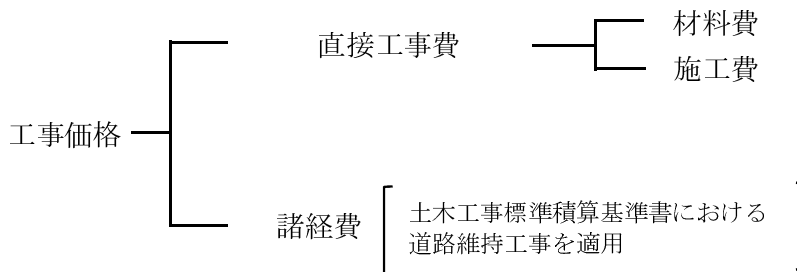 材料費
直接工事費
施工費
工事価格
諸経費
土木工事標準積算基準書における
道路維持工事を適用